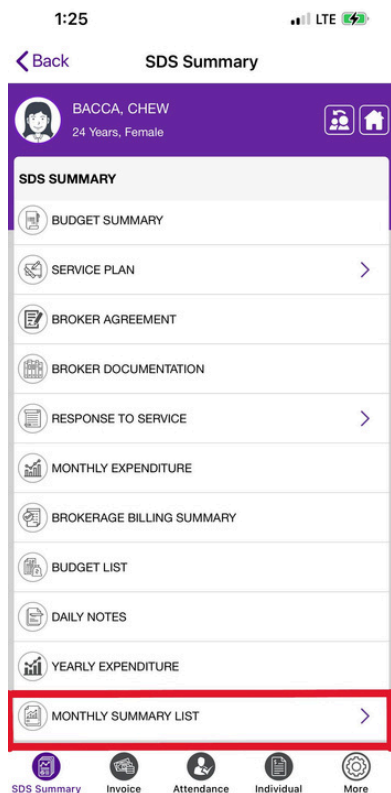 1:25
LTE
Back
SDS Summary
BACCA, CHEW
24 Years, Female
SDS SUMMARY
BUDGET SUMMARY
SERVICE PLAN
BROKER AGREEMENT
BROKER DOCUMENTATION
RESPONSE TO SERVICE
MONTHLY EXPENDITURE
BROKERAGE BILLING SUMMARY
BUDGET LIST
DAILY NOTES
YEARLY EXPENDITURE
MONTHLY SUMMARY LIST
SDS Summary
Invoice
Attendance
Individual
More